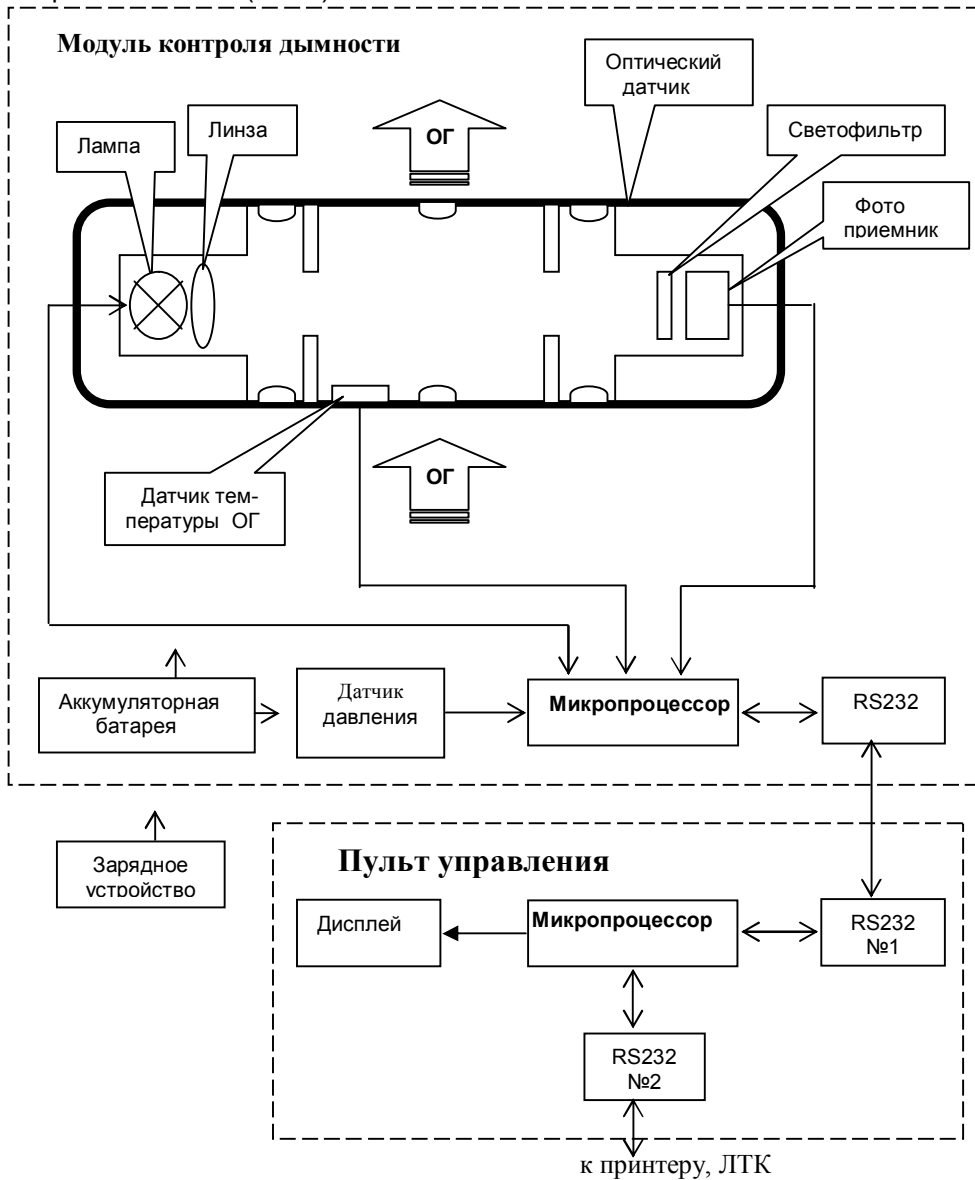 Модуль контроля дымности
Оптический
датчик
Лампа
Линза
ОГ
Светофильтр
Фото
приемник
Датчик тем-
пературы ОГ
ОГ
Аккумуляторная
батарея
Датчик
давления
Микропроцессор
RS232
Зарядное
устройство
Пульт управления
Дисплей
Микропроцессор
RS232
№1
RS232
№2
к принтеру, ЛТК